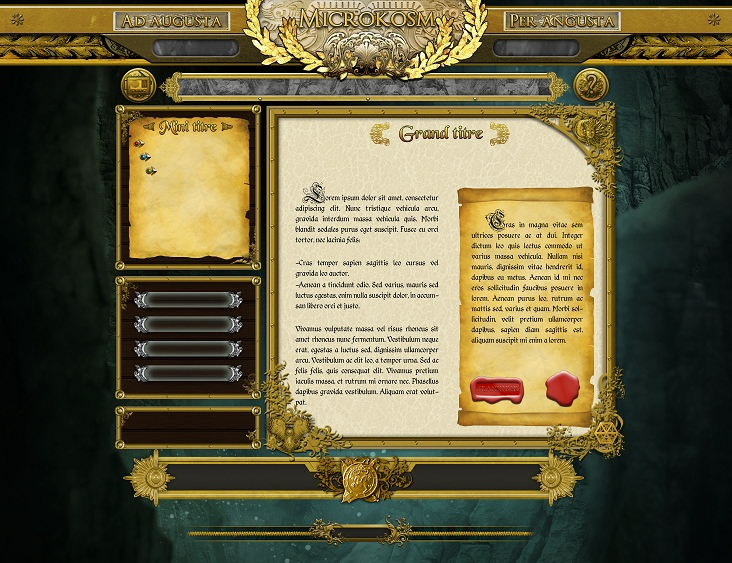 Ad augusta
Microkosm
Per angusta
Mini titre
Grand titre
Lorem ipsum dolor sit amet, consectetur
adipiscing elit. Nunc tristique vehicula arcu,
gravida interdum massa vehicula quis. Morbi
blandit sodales purus eget suscipit. Fusce eu orci
tortor, nec lacinia felis:
-Cras tempor sapien sagittis leo cursus vel
gravida leo auctor.
-Aenean a tincidunt odio. Sed varius, mauris sed
luctus egestas, enim nulla suscipit dolor, in accum-
san libero orci et justo.
Vivamus vulputate massa vel risus rhoncus sit
amet rhoncus nunc fermentum. Vestibulum neque
erat, egestas a luctus sed, dignissim ullamcorper
arcu. Vestibulum ac elit leo, a tempor urna. Sed ac
felis felis, quis consequat elit. Vivamus pretium
iaculis massa, et rutrum mi ornare nec. Phasellus
dapibus gravida vestibulum. Aliquam erat volut-
pat.
Cras in magna vitae sem
ultrices posuere ac at dui. Integer
dictum leo quis lectus commodo ut
varius massa vehicula. Nullam nisi
mauris, dignissim vitae hendrerit id,
dapibus eu metus. Aenean id mi nec
eros sollicitudin faucibus posuere in
lorem. Aenean purus leo, rutrum ac
mattis sed, varius et quam. Morbi sol-
licitudin, velit pretium ullamcorper
dapibus, sapien diam sagittis est,
aliquam suscipit mi enim a lorem.